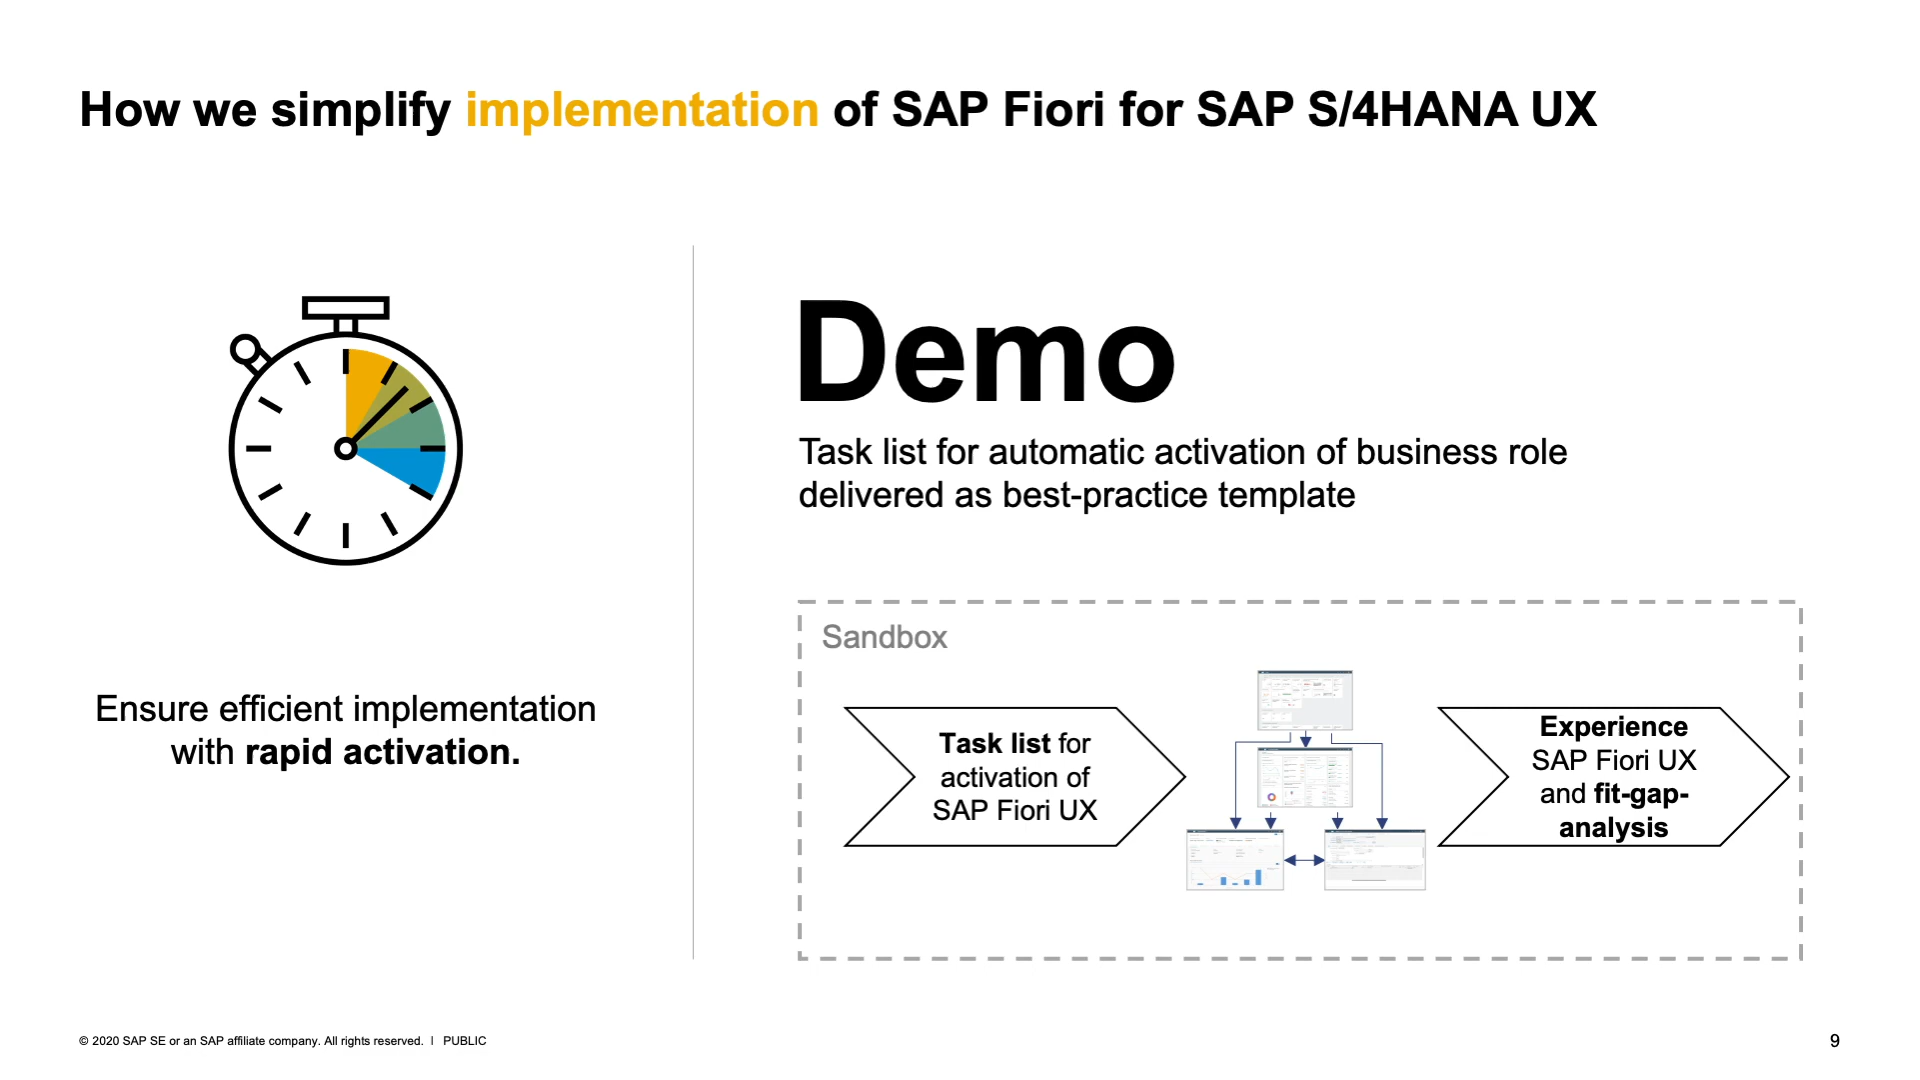 How we simplify implementation of SAP Fiori for SAP S/4HANA UX
Ensure efficient implementation
with rapid activation.
Demo
Task list for automatic activation of business role
delivered as best-practice template
Sandbox
Task list for
activation of
SAP Fiori UX
Experience
SAP Fiori UX
and fit-gap-
analysis
© 2020 SAP SE or an SAP affiliate company. All rights reserved. | PUBLIC
9